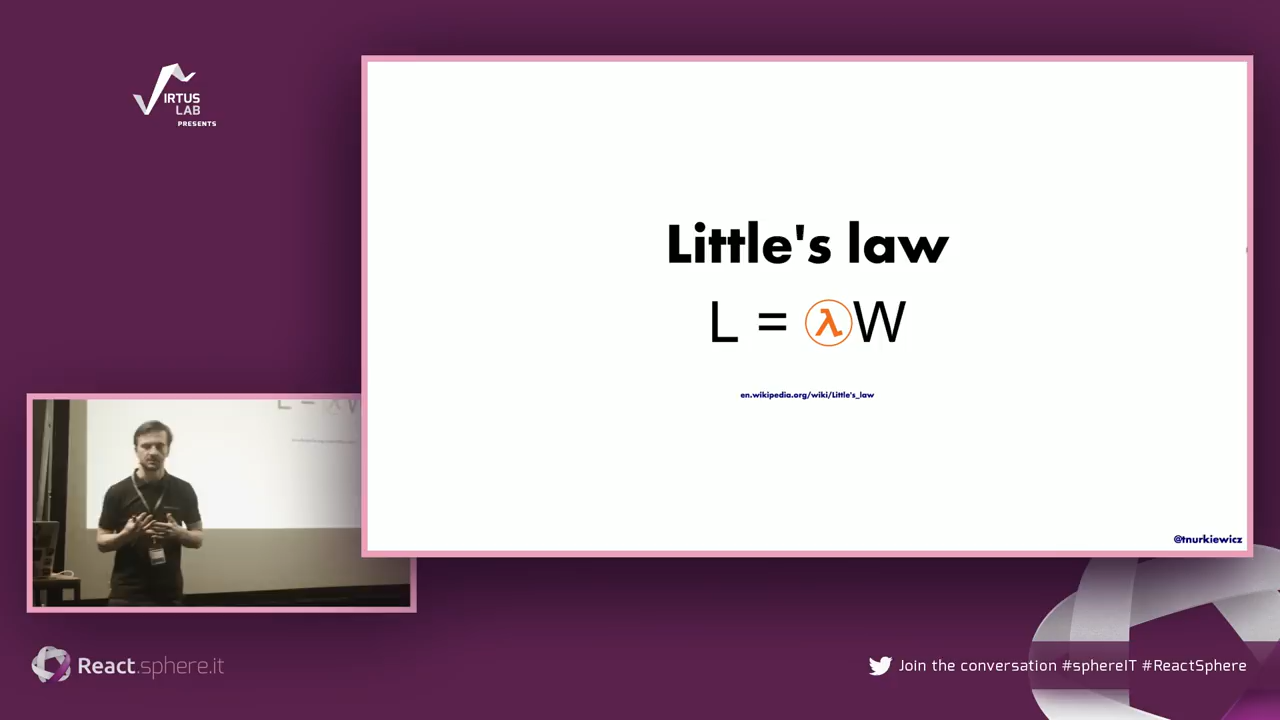 VIRTUS
LAB
PRESENTS
Little's law
L = λW
en.wikipedia.org/wiki/Little's_law
@tnurkiewicz
L = λW
React.sphere.it
Join the conversation #sphereIT #ReactSphere